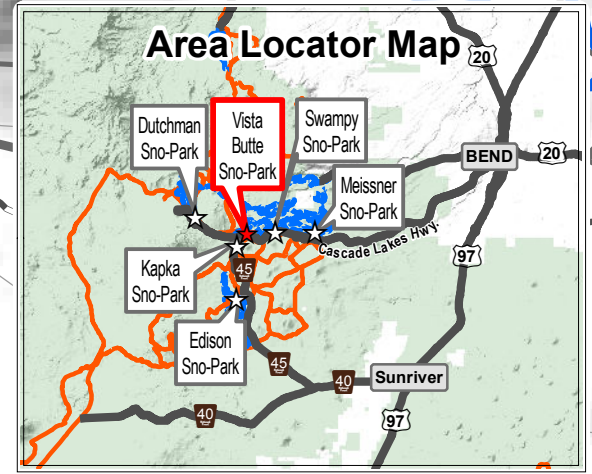 Area Locator Map
20
Dutchman
Sno-Park
Vista
Butte
Sno-Park
Swampy
Sno-Park
BEND
20
Meissner
Sno-Park
Cascade Lakes Hwy.
97
Kapka
Sno-Park
45
Edison
Sno-Park
45
40
Sunriver
40
97